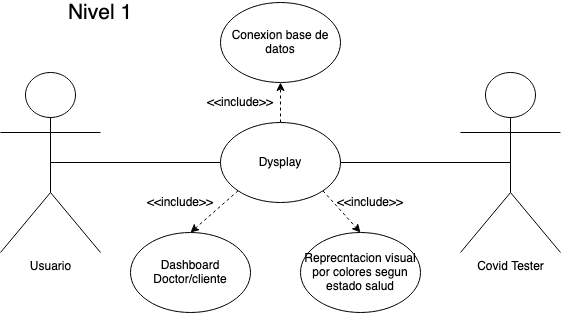 Nivel 1
Conexion base de
datos
<<include>>
Dysplay
<<include>>
<<include>>
Usuario
Dashboard
Doctor/cliente
Reprecntacion visual
por colores segun
estado salud
Covid Tester